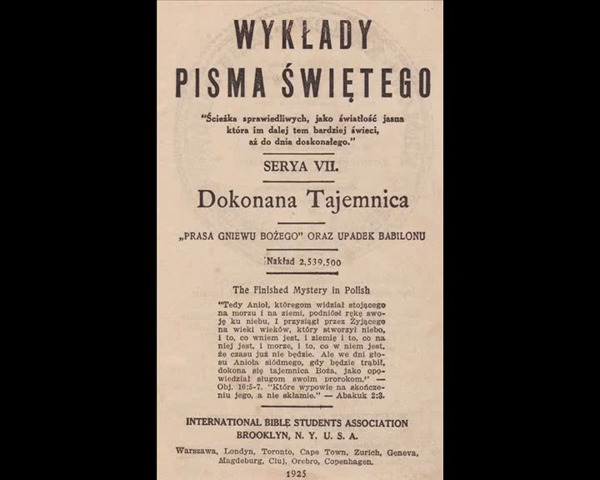 WYKŁADY
PISMA ŚWIĘTEGO
"Ścieżka sprawiedliwych, jako światłość jasna
która im dalej tem bardziej świeci,
aż do dnia doskonałego."
SERYA VII.
Dokonana Tajemnica
„PRASA GNIEWU BOŻEGO" ORAZ UPADEK BABILONU
Nakład 2,539,500
The Finished Mystery in Polish
"Tedy Anioł, któregom widział stojącego
na morzu i na ziemi, podniósł rękę swo-
ję ku niebu, I przysiągł przez Żyjącego
na wieki wieków, który stworzył niebo,
i to, co wniem jest, i ziemię i to, co na
niej jest, i morze, i to, co w niem jest,
że czasu już nie będzie. Ale we dni gło-
su Anioła siódmego, gdy będzie trąbił,
dokona się tajemnica Boża, jako opo-
wiedział sługom swoim prorokom." —
Obj. 10:5-7. "Które wypowie na skończe-
niu jego, a nie skłamie." — Abakuk 2:3.
INTERNATIONAL BIBLE STUDENTS ASSOCIATION
BROOKLYN, N. Y. U. S. A.
Warszawa, Londyn, Toronto, Cape Town, Zurich, Geneva,
Magdeburg, Cluj, Orebro, Copenhagen.
1925